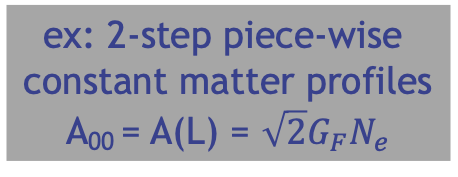 ex: 2-step piece-wise
constant matter profiles
A₀₀ = A(L) = √2G_F N_e